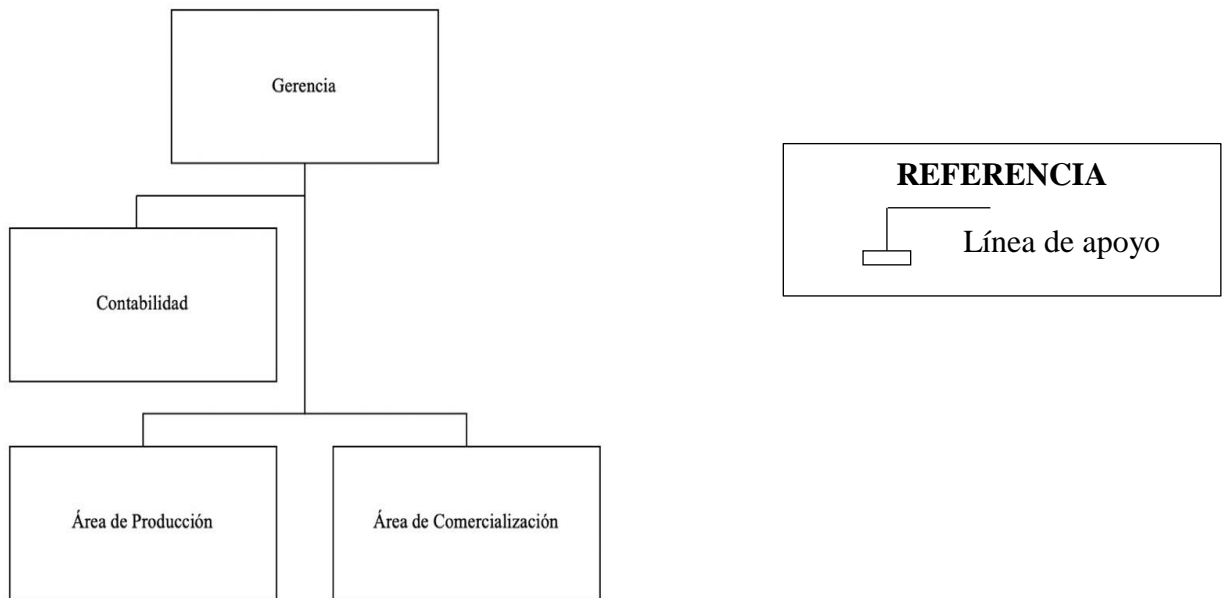 Gerencia
REFERENCIA
Línea de apoyo
Contabilidad
Área de Producción
Área de Comercialización